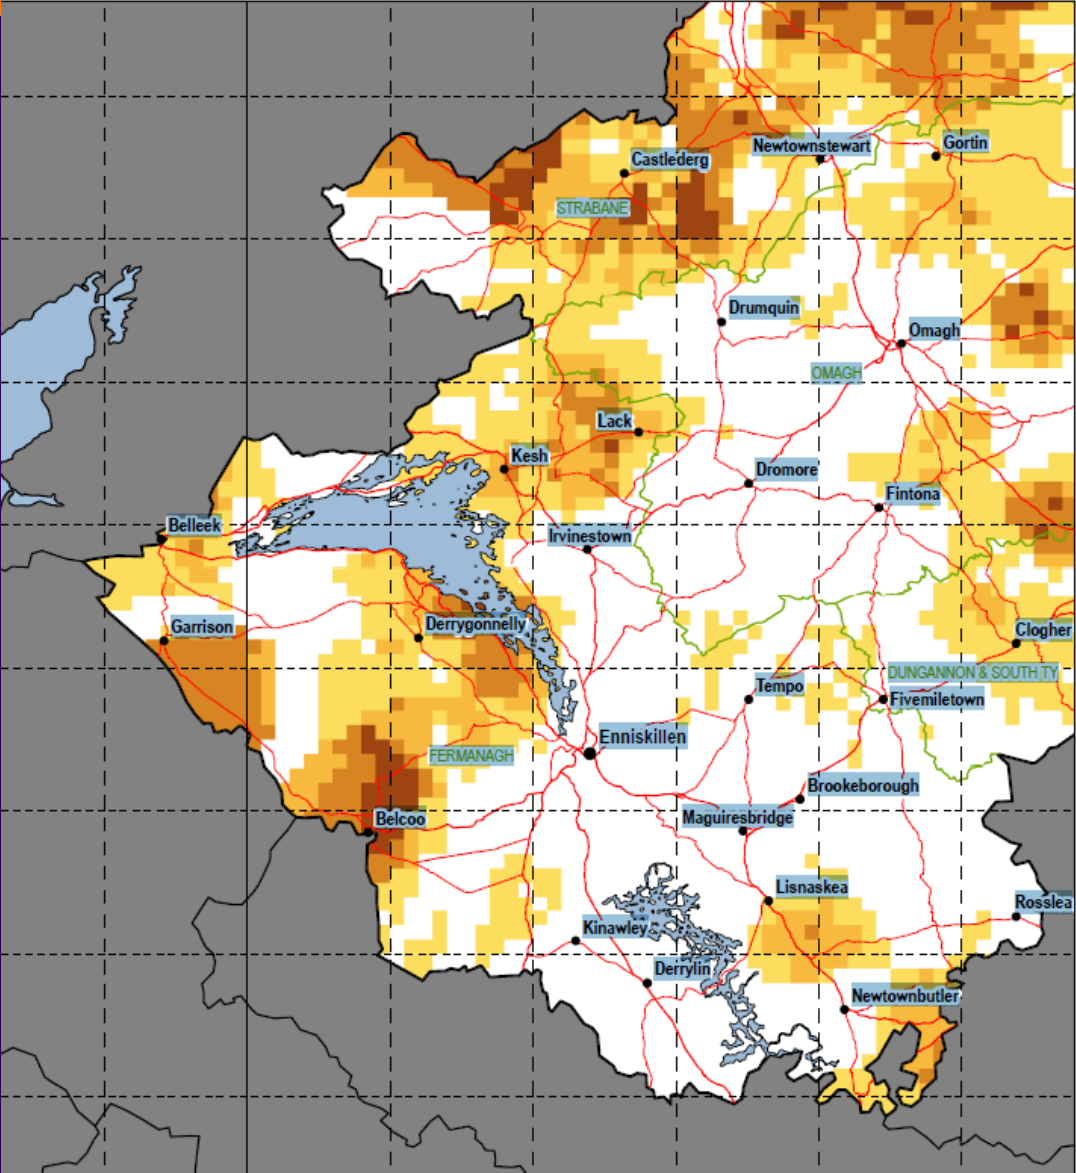 Newtownstewart
Gortin
Castlederg
STRABANE
Drumquin
Omagh
OMAGH
Lack
Kesh
Dromore
Fintona
Belleek
Irvinestown
Garrison
Derrygonnelly
Clogher
DUNGANNON & SOUTH TY
Tempo
Fivemiletown
Enniskillen
FERMANAGH
Brookeborough
Belcoo
Maguiresbridge
Lisnaskea
Rosslea
Kinawley
Derrylin
Newtownbutler